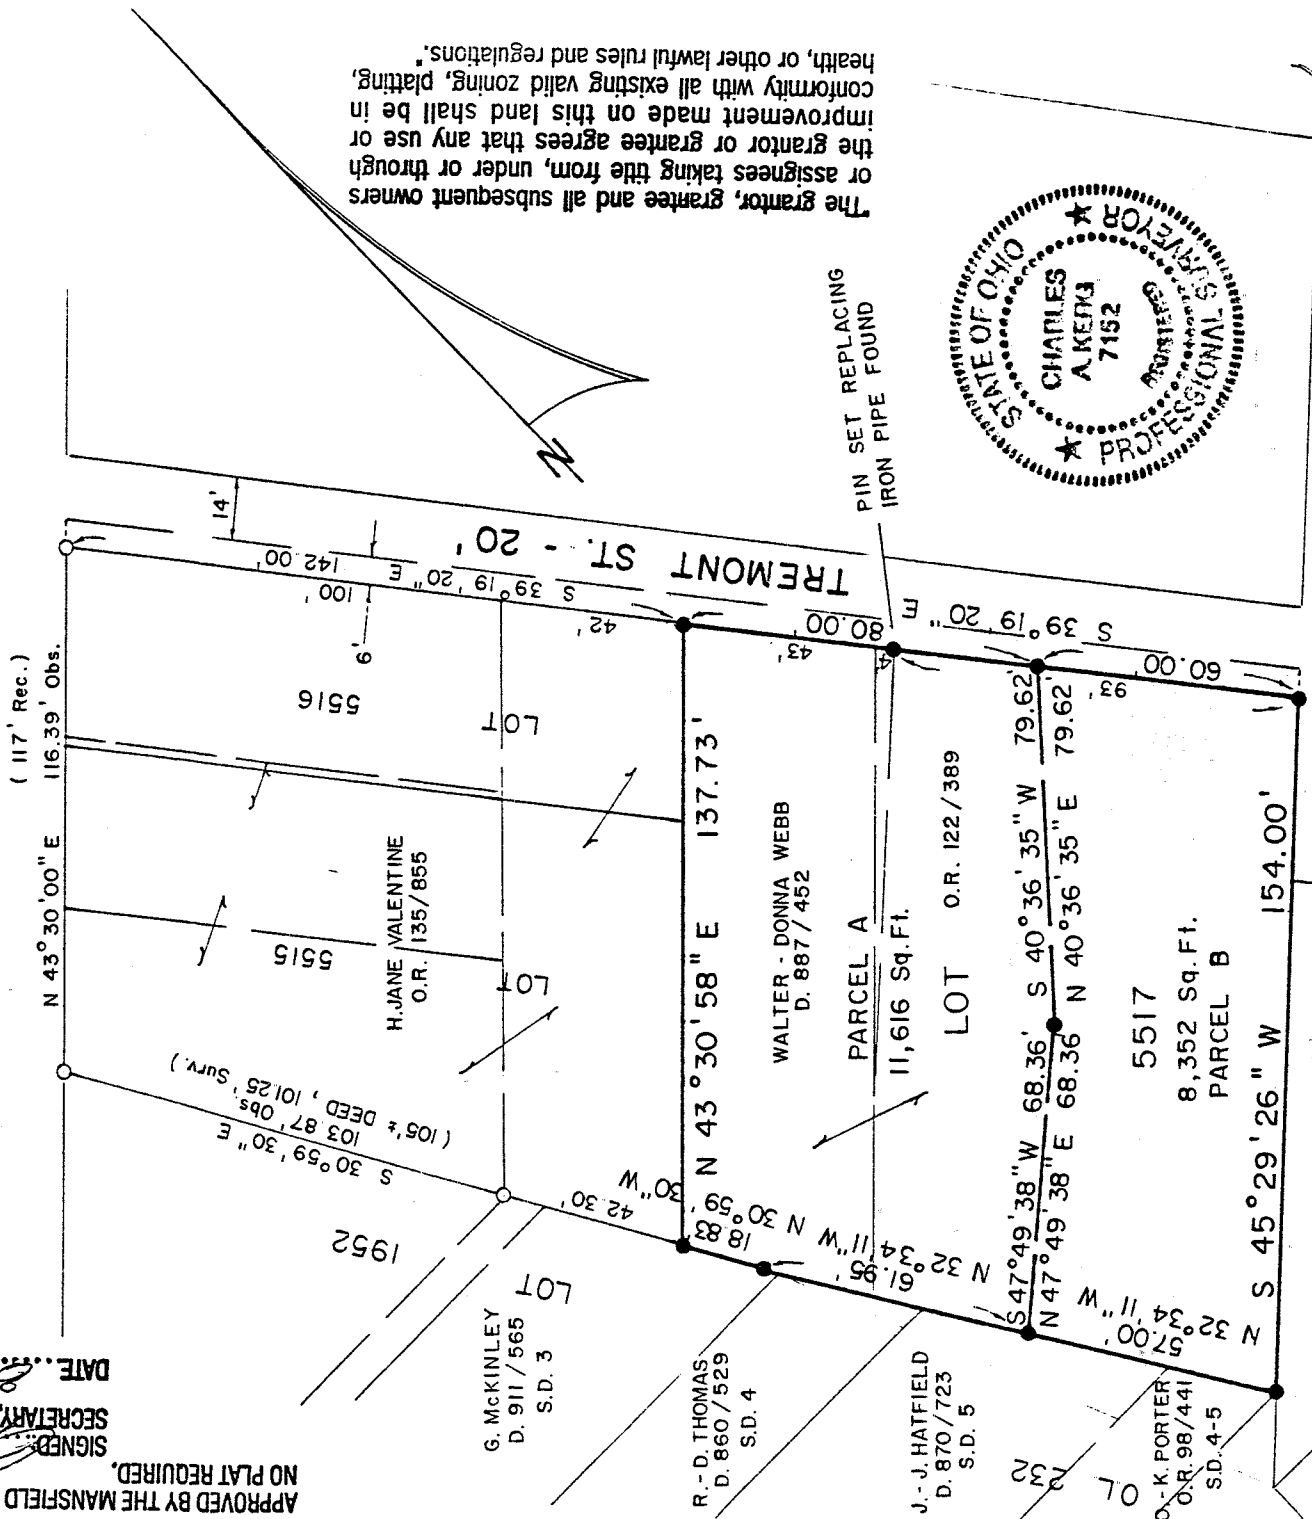 "The grantor, grantee and all subsequent owners
or assignees taking title from, under or through
the grantor or grantee agrees that any use or
improvement made on this land shall be in
conformity with all existing valid zoning, platting,
health, or other lawful rules and regulations."
N
( 117' Rec.)
116.39' Obs.
N 43° 30' 00" E
14'
TREMONT ST. - 20'
S 39° 19' 20" E 142.00'
100'
42'
9'
LOT 5516
PIN SET REPLACING
IRON PIPE FOUND
STATE OF OHIO
CHARLES
A. KERG
7152
REGISTERED
PROFESSIONAL SURVEYOR
S 39° 19' 20" E
80.00'
43'
4'
60.00'
93'
H. JANE VALENTINE
O.R. 135/855
LOT 5515
S 30° 59' 30" E
103.87' Obs.
( 105'± DEED, 101.25' Surv. )
LOT 1952
42.30'
N 43° 30' 58" E 137.73'
WALTER - DONNA WEBB
D. 887/452
PARCEL A
11,616 Sq. Ft.
LOT
O.R. 122/389
N 30° 59' 30" W
18.83'
N 32° 34' 11" W
61.95'
S 47° 49' 38" W 68.36' S 40° 36' 35" W 79.62'
N 47° 49' 38" E 68.36' N 40° 36' 35" E 79.62'
5517
8,352 Sq. Ft.
PARCEL B
N 32° 34' 11" W
57.00'
S 45° 29' 26" W 154.00'
G. McKINLEY
D. 911/565
S.D. 3
R. - D. THOMAS
D. 860/529
S.D. 4
J. - J. HATFIELD
D. 870/723
S.D. 5
- K. PORTER
O.R. 98/441
S.D. 4-5
OL 232
APPROVED BY THE MANSFIELD
NO PLAT REQUIRED.
SIGNED
SECRETARY
DATE